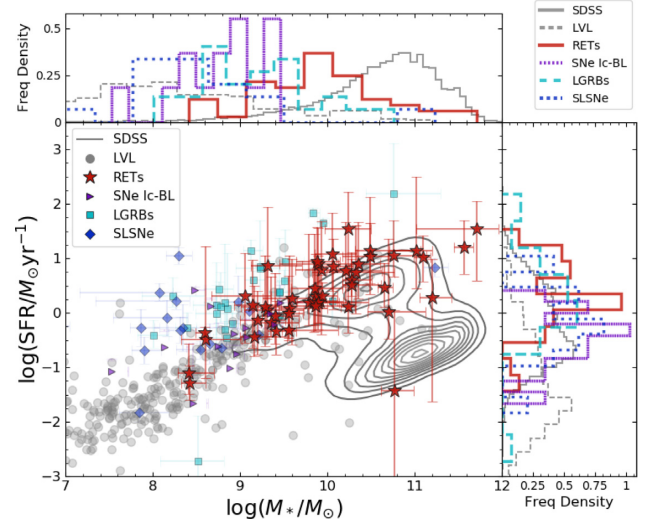 SDSS
LVL
RETs
SNe Ic-BL
LGRBs
SLSNe
Freq Density
0.5
0.25
0
SDSS
LVL
RETs
SNe Ic-BL
LGRBs
SLSNe
log(SFR/M⊙yr⁻¹)
3
2
1
0
−1
−2
−3
7 8 9 10 11 12
log(M*/M⊙)
0.25 0.5 0.75 1
Freq Density